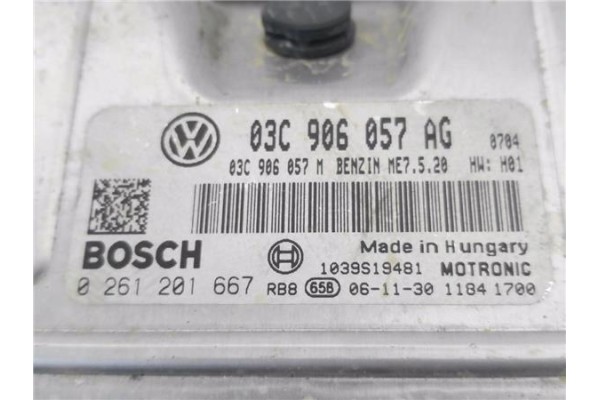 03C 906 057 AG 0704
03C 906 057 M BENZIN ME7.5.20 HW: H01
BOSCH
Made in Hungary
1039S19481 MOTRONIC
0 261 201 667 RB8 658 06-11-30 1184 1700